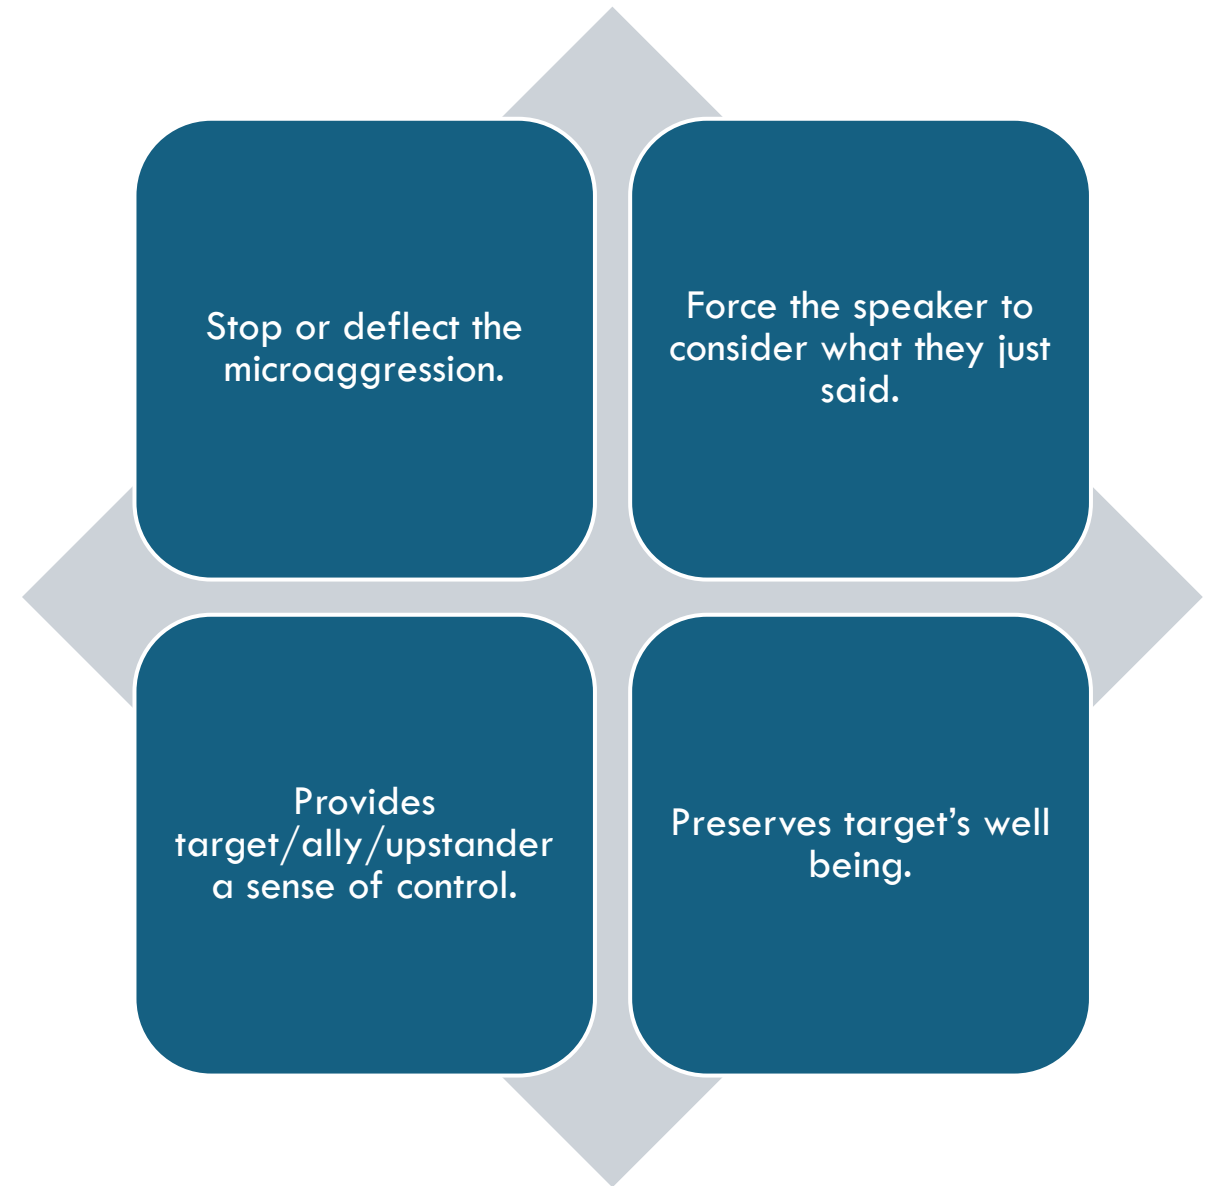 Stop or deflect the
microaggression.
Force the speaker to
consider what they just
said.
Provides
target/ally/upstander
a sense of control.
Preserves target’s well
being.